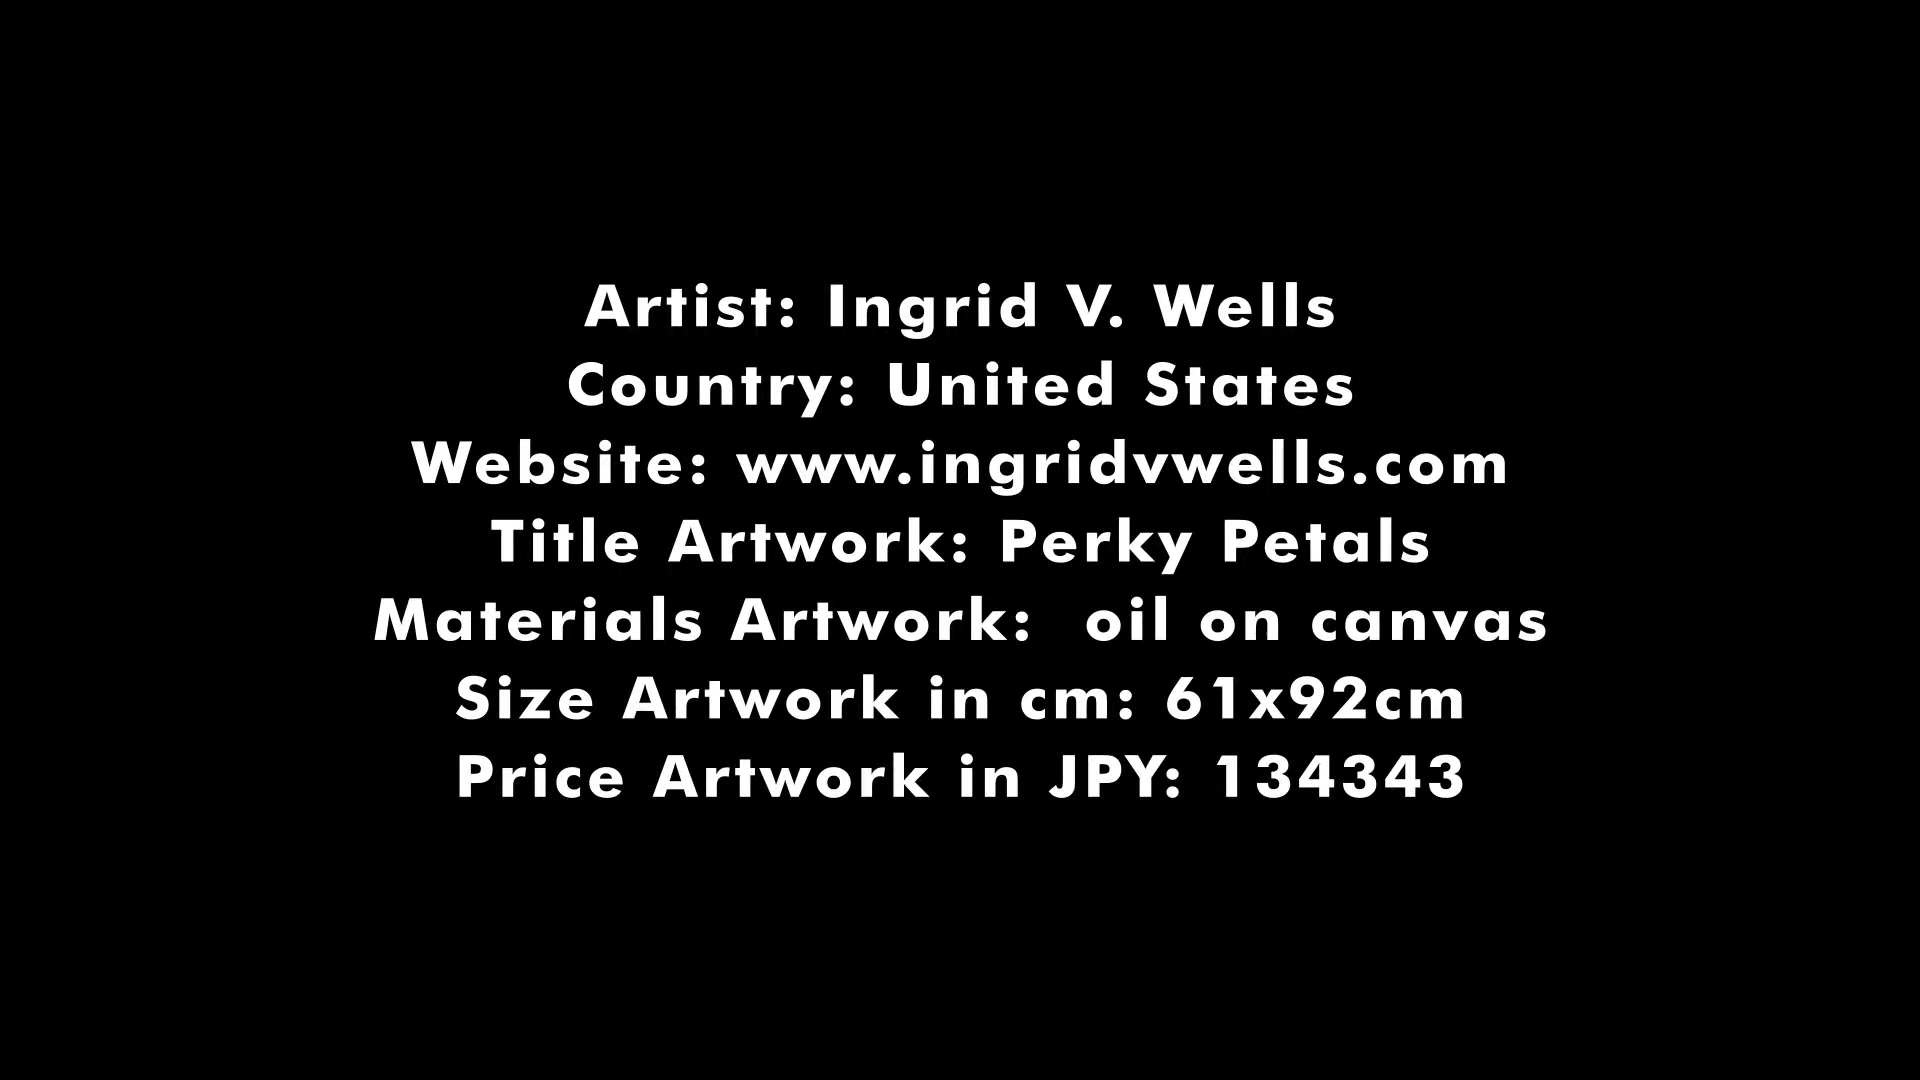 Artist: Ingrid V. Wells
Country: United States
Website: www.ingridvwells.com
Title Artwork: Perky Petals
Materials Artwork:  oil on canvas
Size Artwork in cm: 61x92cm
Price Artwork in JPY: 134343